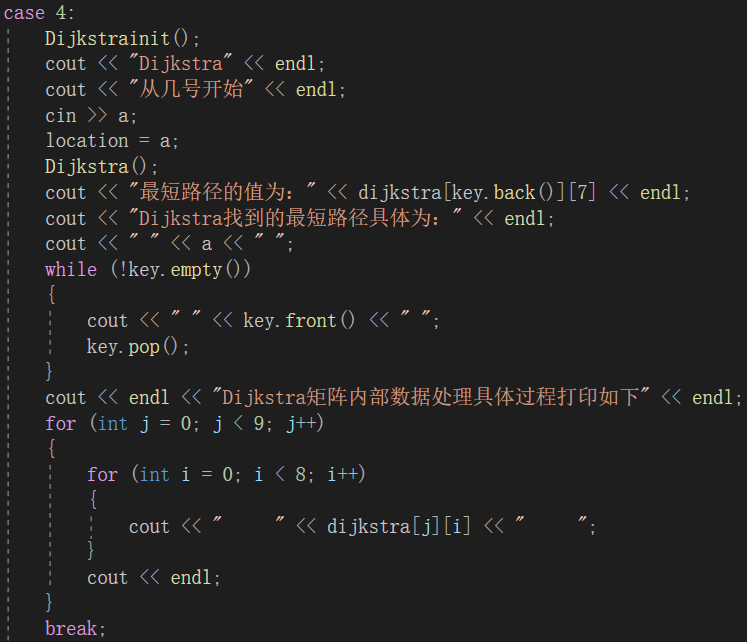 case 4:
Dijkstrainit();
cout << "Dijkstra" << endl;
cout << "从几号开始" << endl;
cin >> a;
location = a;
Dijkstra();
cout << "最短路径的值为：" << dijkstra[key.back()][7] << endl;
cout << "Dijkstra找到的最短路径具体为：" << endl;
cout << " " << a << " ";
while (!key.empty())
{
cout << " " << key.front() << " ";
key.pop();
}
cout << endl << "Dijkstra矩阵内部数据处理具体过程打印如下" << endl;
for (int j = 0; j < 9; j++)
{
for (int i = 0; i < 8; i++)
{
cout << "     " << dijkstra[j][i] << "     ";
}
cout << endl;
}
break;